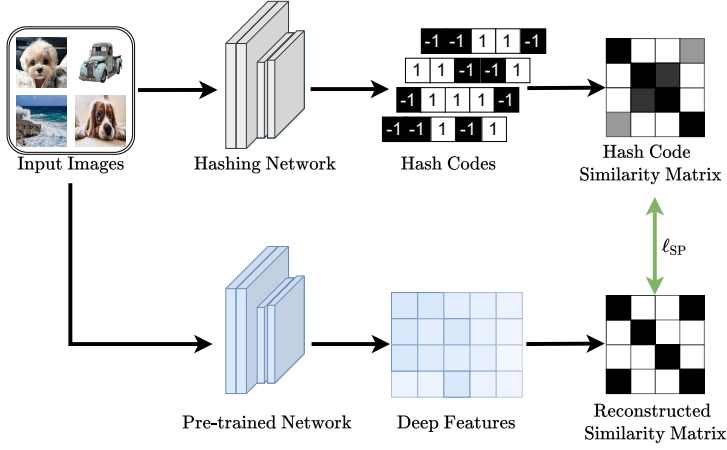 -1 -1 1 1 -1
1 1 -1 -1 1
-1 1 1 1 -1
-1 -1 1 -1 1
Input Images
Hashing Network
Hash Codes
Hash Code
Similarity Matrix
ℓSP
Pre-trained Network
Deep Features
Reconstructed
Similarity Matrix